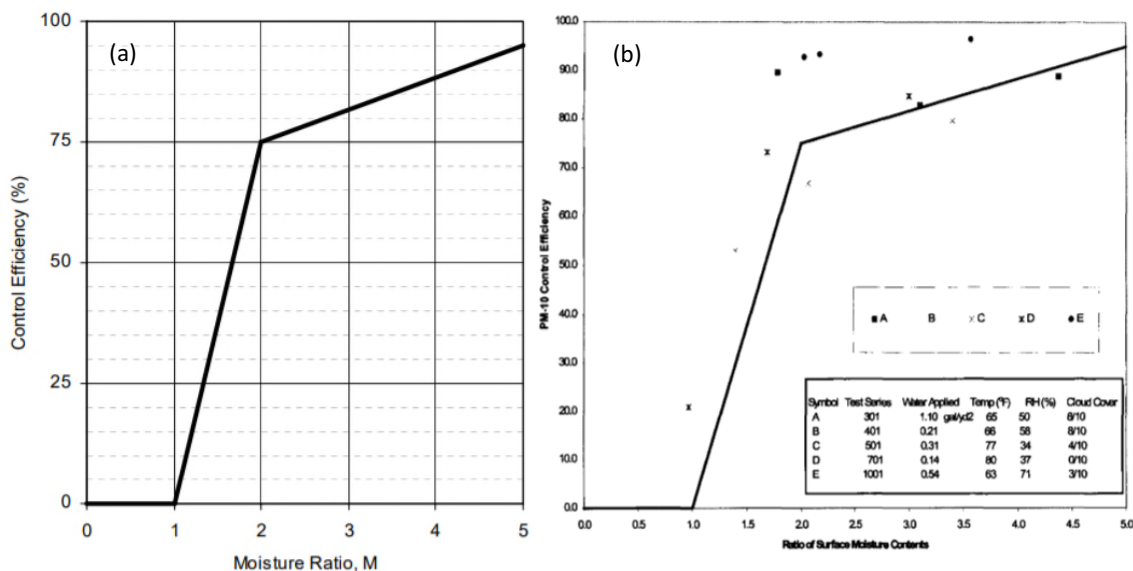 (a)
100
75
50
25
0
Control Efficiency (%)
0 1 2 3 4 5
Moisture Ratio, M
(b)
100.0
90.0
80.0
70.0
60.0
50.0
40.0
30.0
20.0
10.0
0.0
PM-10 Control Efficiency
A B C D E
Symbol Test Series Water Applied Temp (°F) RH (%) Cloud Cover
A 301 1.10 gal/yd2 65 50 8/10
B 401 0.21 66 58 8/10
C 501 0.31 77 34 4/10
D 701 0.14 80 37 0/10
E 1001 0.54 63 71 3/10
0.0 0.5 1.0 1.5 2.0 2.5 3.0 3.5 4.0 4.5 5.0
Ratio of Surface Moisture Contents